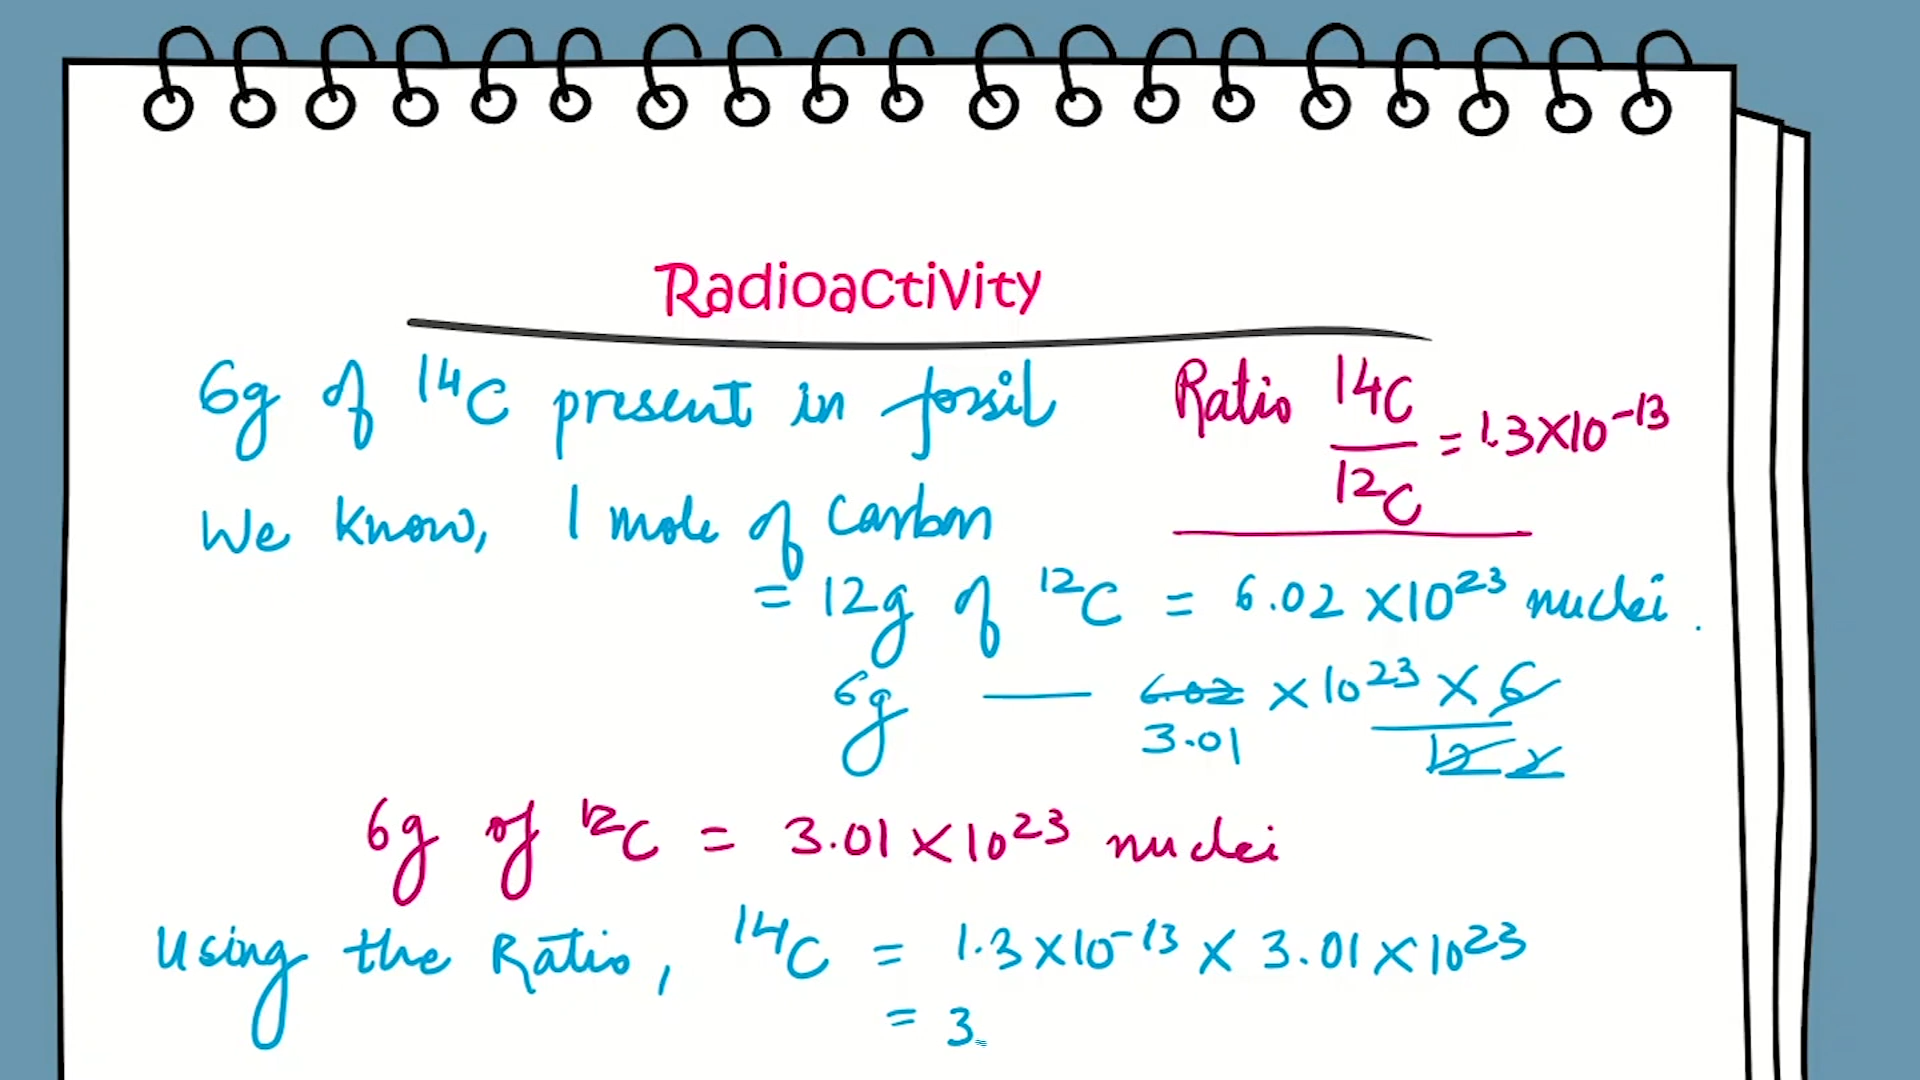 Radioactivity
6g of ¹⁴C present in fossil
Ratio ¹⁴C / ¹²C = 1.3×10⁻¹³
We know, 1 mole of Carbon
= 12g of ¹²C = 6.02 ×10²³ nuclei.
6g — 6.02 ×10²³ × 6
3.01 12 2
6g of ¹²C = 3.01×10²³ nuclei
Using the Ratio, ¹⁴C = 1.3×10⁻¹³ × 3.01×10²³
= 3.